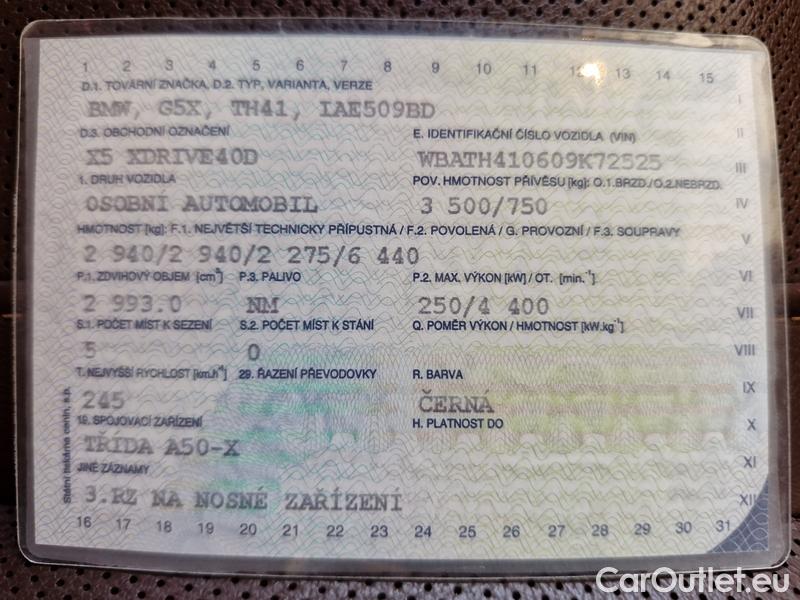 1 2 3 4 5 6 7 8 9 10 11 12 13 14 15
D.1. TOVÁRNÍ ZNAČKA, D.2. TYP, VARIANTA, VERZE
I
BMW, G5X, TH41, IAE509BD
D.3. OBCHODNÍ OZNAČENÍ E. IDENTIFIKAČNÍ ČÍSLO VOZIDLA (VIN)
II
X5 XDRIVE40D WBATH410609K72525
III
1. DRUH VOZIDLA POV. HMOTNOST PŘÍVĚSU [kg]: O.1.BRZD./O.2.NEBRZD.
OSOBNÍ AUTOMOBIL 3 500/750
IV
HMOTNOST [kg]: F.1. NEJVĚTŠÍ TECHNICKY PŘÍPUSTNÁ / F.2. POVOLENÁ / G. PROVOZNÍ / F.3. SOUPRAVY
V
2 940/2 940/2 275/6 440
P.1. ZDVIHOVÝ OBJEM [cm³] P.3. PALIVO P.2. MAX. VÝKON [kW] / OT. [min.⁻¹]
VI
2 993.0 NM 250/4 400
VII
S.1. POČET MÍST K SEZENÍ S.2. POČET MÍST K STÁNÍ Q. POMĚR VÝKON / HMOTNOST [kW.kg⁻¹]
5 0
VIII
T. NEJVYŠŠÍ RYCHLOST [km.h⁻¹] 29. ŘAZENÍ PŘEVODOVKY R. BARVA
IX
245 ČERNÁ
19. SPOJOVACÍ ZAŘÍZENÍ H. PLATNOST DO
X
TŘÍDA A50-X
XI
JINÉ ZÁZNAMY
3.RZ NA NOSNÉ ZAŘÍZENÍ
XII
16 17 18 19 20 21 22 23 24 25 26 27 28 29 30 31
Státní tiskárna cenin, s.p.
CarOutlet.eu